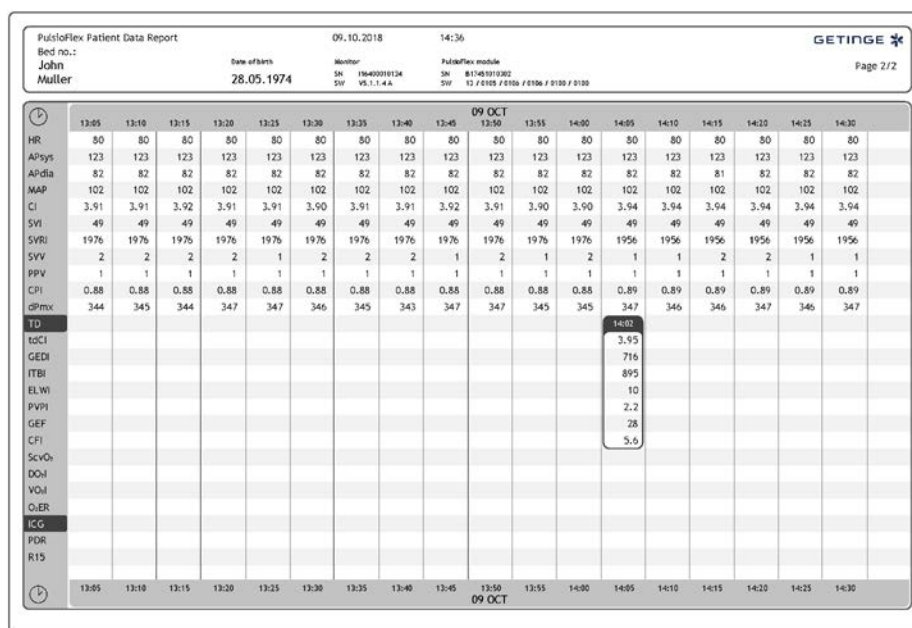 PulsioFlex Patient Data Report 09.10.2018 14:36 GETINGE
Bed no.:
John Date of birth Monitor PulsioFlex module Page 2/2
Muller 28.05.1974 SN SN
SW V5.1.1.4 A SW
09 OCT
13:05 13:10 13:15 13:20 13:25 13:30 13:35 13:40 13:45 13:50 13:55 14:00 14:05 14:10 14:15 14:20 14:25 14:30
HR 80 80 80 80 80 80 80 80 80 80 80 80 80 80 80 80 80 80
APsys 123 123 123 123 123 123 123 123 123 123 123 123 123 123 123 123 123 123
APdia 82 82 82 82 82 82 82 82 82 82 82 82 82 82 81 82 82 82
MAP 102 102 102 102 102 102 102 102 102 102 102 102 102 102 102 102 102 102
CI 3.91 3.91 3.92 3.91 3.91 3.90 3.91 3.91 3.92 3.91 3.90 3.90 3.94 3.94 3.94 3.94 3.94 3.94
SVI 49 49 49 49 49 49 49 49 49 49 49 49 49 49 49 49 49 49
SVRI 1976 1976 1976 1976 1976 1976 1976 1976 1976 1976 1976 1976 1956 1956 1956 1956 1956 1956
SVV 2 2 2 2 1 2 2 2 1 2 1 2 1 1 2 2 1 1
PPV 1 1 1 1 1 1 1 1 1 1 1 1 1 1 1 1 1 1
CPI 0.88 0.88 0.88 0.88 0.88 0.88 0.88 0.88 0.88 0.88 0.88 0.88 0.89 0.89 0.89 0.89 0.89 0.89
dPmx 344 345 344 347 347 346 345 343 347 347 345 345 347 346 346 347 346 347
TD 14:02
tdCI 3.95
GEDI 716
ITBI 895
ELWI 10
PVPI 2.2
GEF 28
CFI 5.6
ScvO₂
DO₂I
VO₂I
O₂ER
ICG
PDR
R15
13:05 13:10 13:15 13:20 13:25 13:30 13:35 13:40 13:45 13:50 13:55 14:00 14:05 14:10 14:15 14:20 14:25 14:30
09 OCT